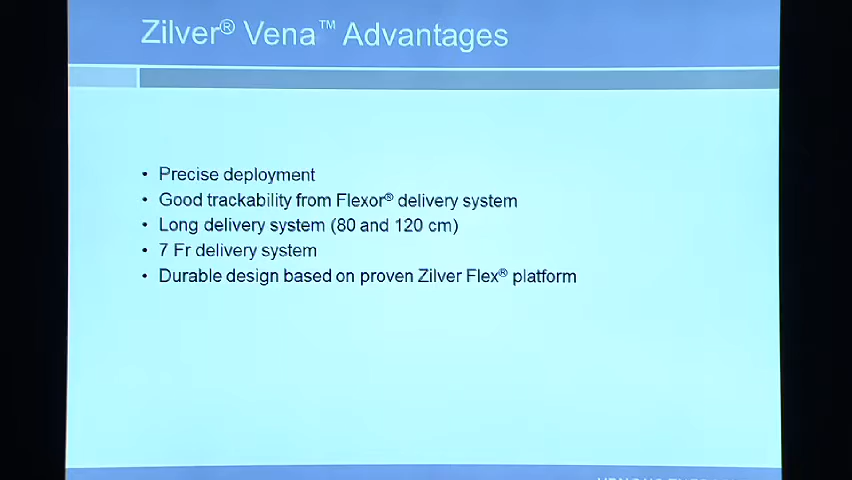 Zilver® Vena™ Advantages
• Precise deployment
• Good trackability from Flexor® delivery system
• Long delivery system (80 and 120 cm)
• 7 Fr delivery system
• Durable design based on proven Zilver Flex® platform